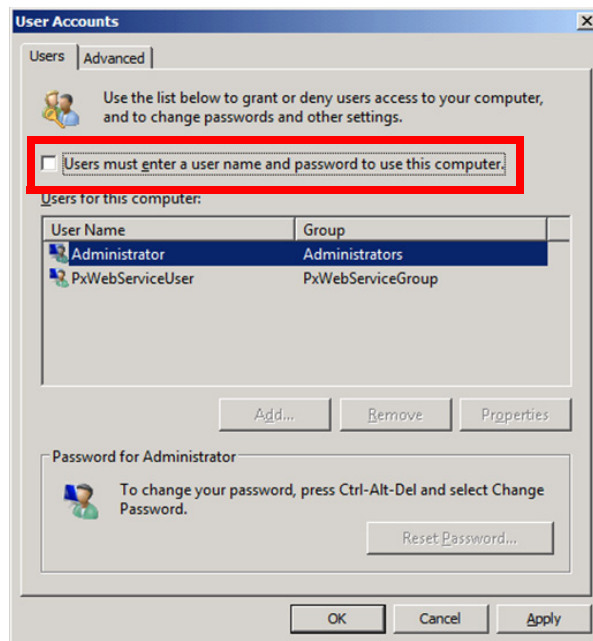 User Accounts
Users Advanced
Use the list below to grant or deny users access to your computer,
and to change passwords and other settings.
Users must enter a user name and password to use this computer.
Users for this computer:
User Name Group
Administrator Administrators
PxWebServiceUser PxWebServiceGroup
Add... Remove Properties
Password for Administrator
To change your password, press Ctrl-Alt-Del and select Change
Password.
Reset Password...
OK Cancel Apply